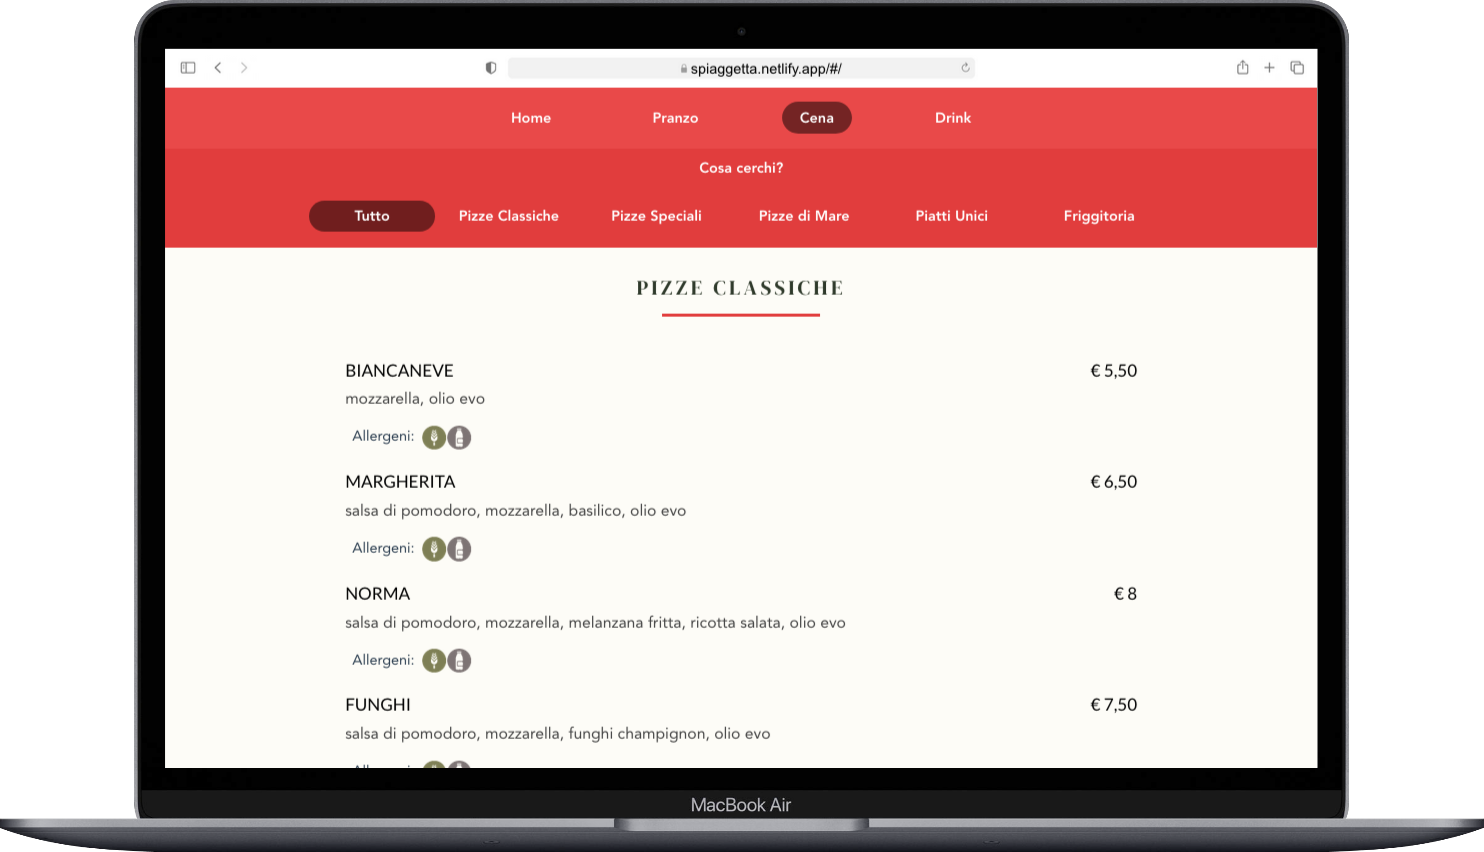 spiaggetta.netlify.app/#/
Home Pranzo Cena Drink
Cosa cerchi?
Tutto Pizze Classiche Pizze Speciali Pizze di Mare Piatti Unici Friggitoria
PIZZE CLASSICHE
BIANCANEVE € 5,50
mozzarella, olio evo
Allergeni:
MARGHERITA € 6,50
salsa di pomodoro, mozzarella, basilico, olio evo
Allergeni:
NORMA € 8
salsa di pomodoro, mozzarella, melanzana fritta, ricotta salata, olio evo
Allergeni:
FUNGHI € 7,50
salsa di pomodoro, mozzarella, funghi champignon, olio evo
MacBook Air